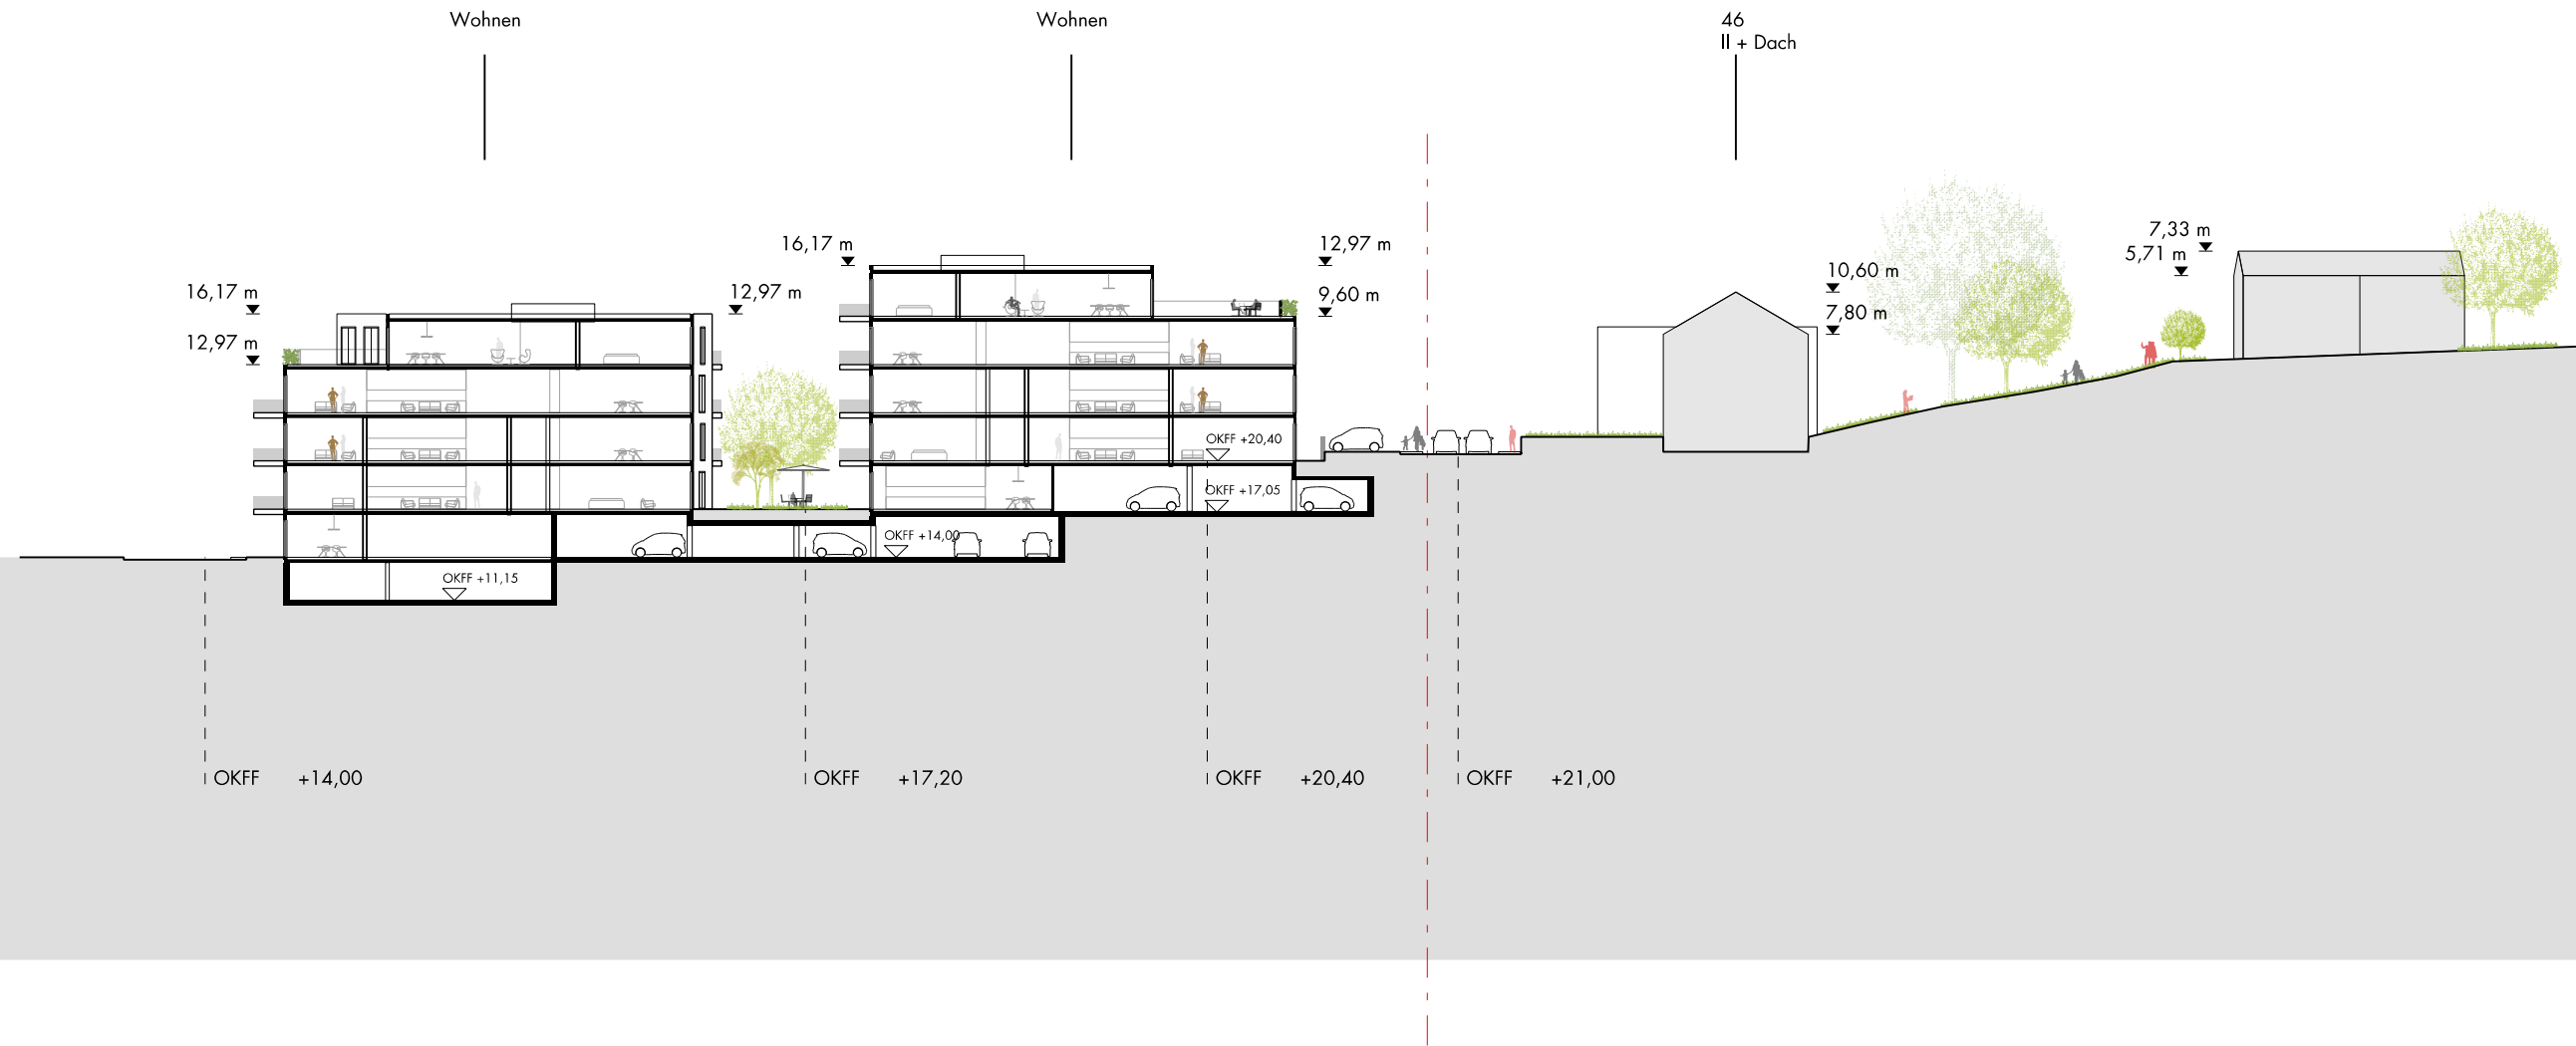 Wohnen
Wohnen
46
II + Dach
7,33 m
5,71 m
16,17 m
12,97 m
10,60 m
16,17 m
12,97 m
9,60 m
7,80 m
12,97 m
OKFF +20,40
OKFF +17,05
OKFF +14,00
OKFF +11,15
OKFF +14,00
OKFF +17,20
OKFF +20,40
OKFF +21,00